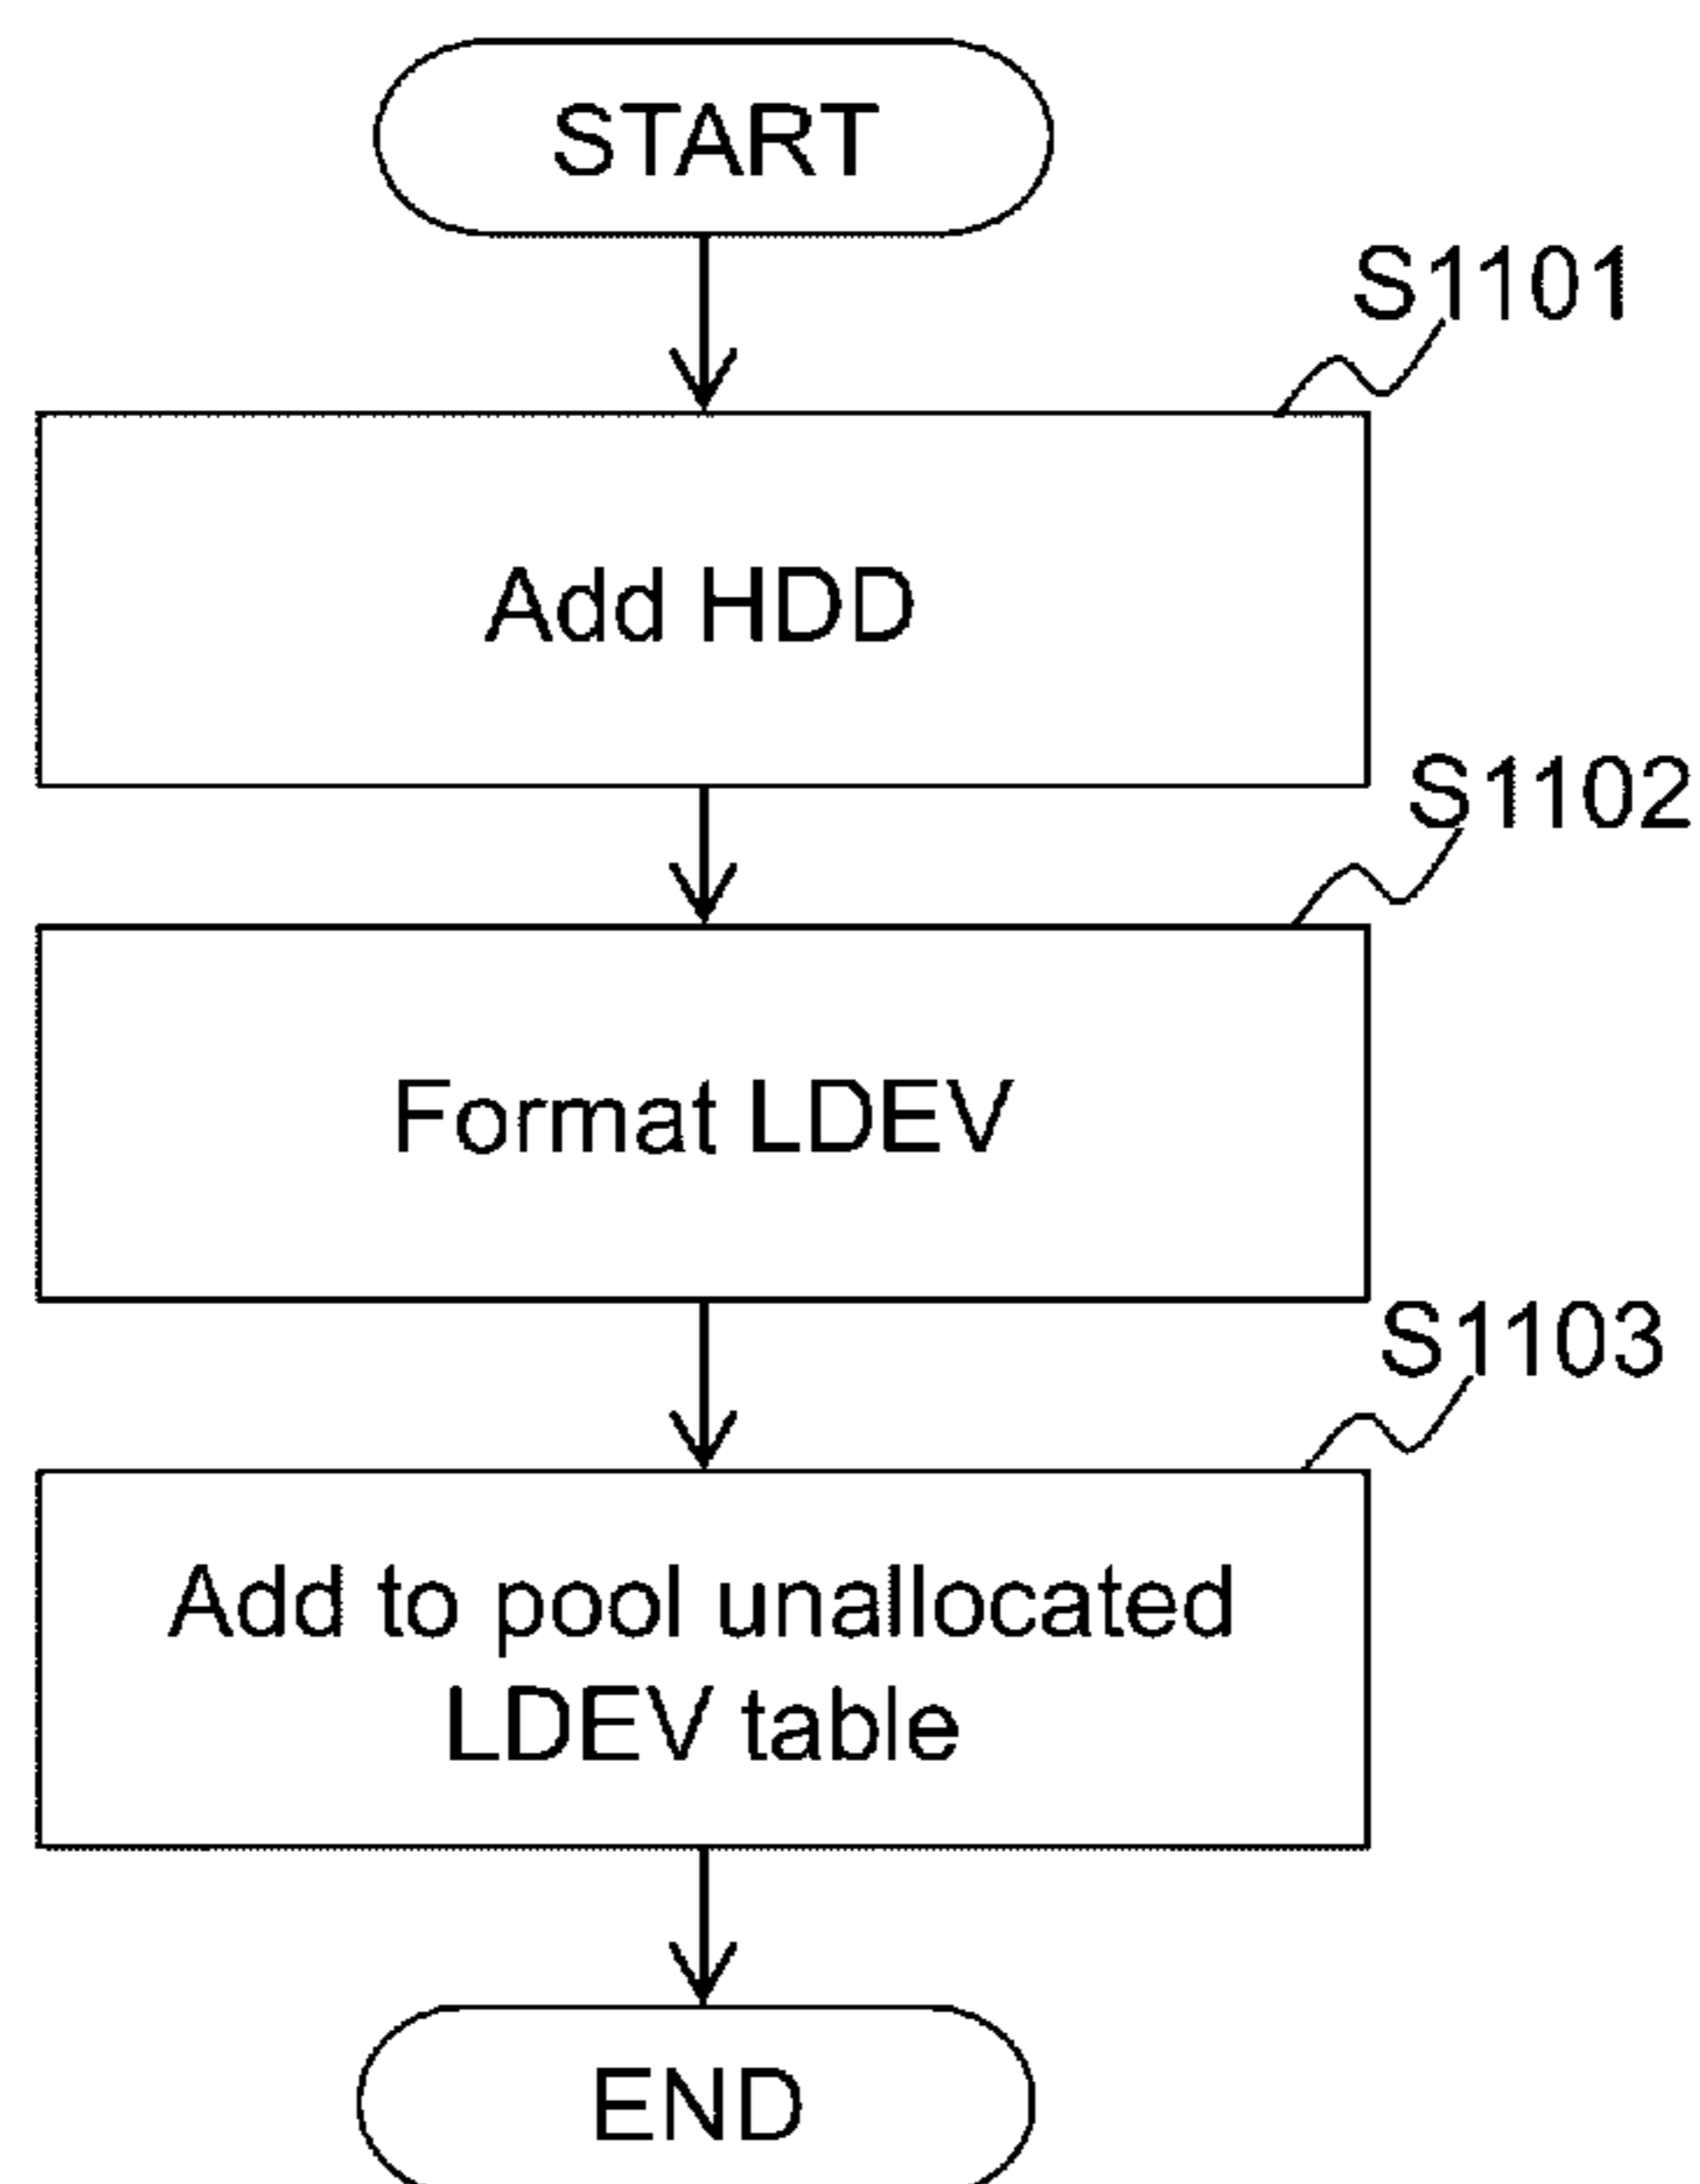 START
S1101
Add HDD
S1102
Format LDEV
S1103
Add to pool unallocated
LDEV table
END